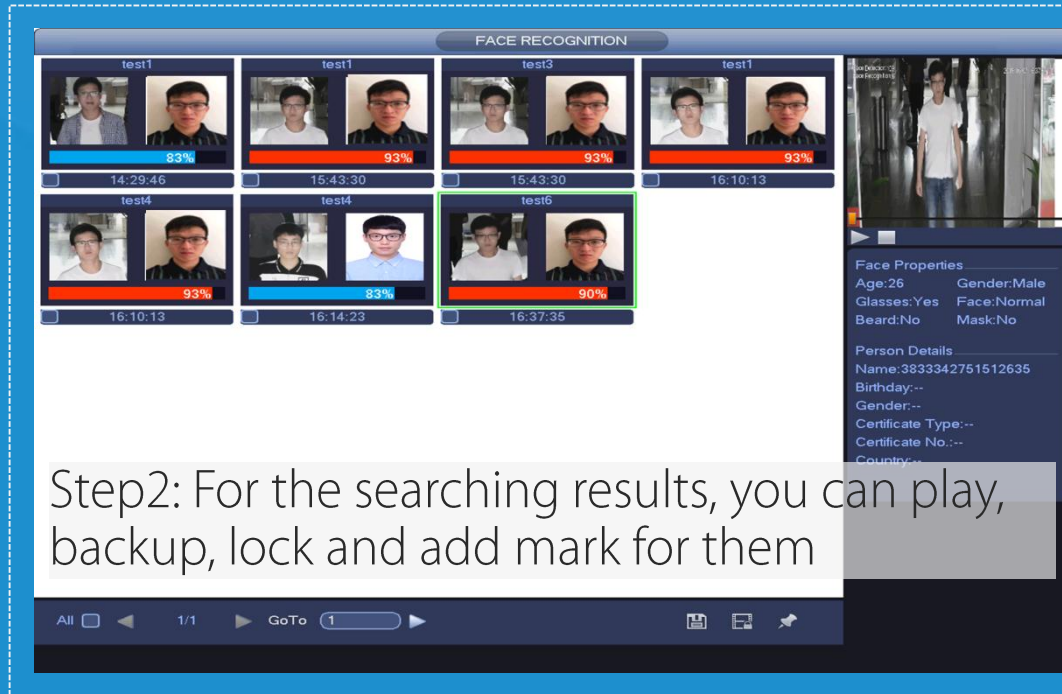 FACE RECOGNITION
test1 test1 test3 test1
83% 93% 93% 93%
14:29:46 15:43:30 15:43:30 16:10:13
test4 test4 test6
93% 83% 90%
16:10:13 16:14:23 16:37:35
Face Properties
Age:26 Gender:Male
Glasses:Yes Face:Normal
Beard:No Mask:No
Person Details
Name:3833342751512635
Birthday:--
Gender:--
Certificate Type:--
Certificate No.:--
Country:--
Step2: For the searching results, you can play,
backup, lock and add mark for them
All 1/1 GoTo 1